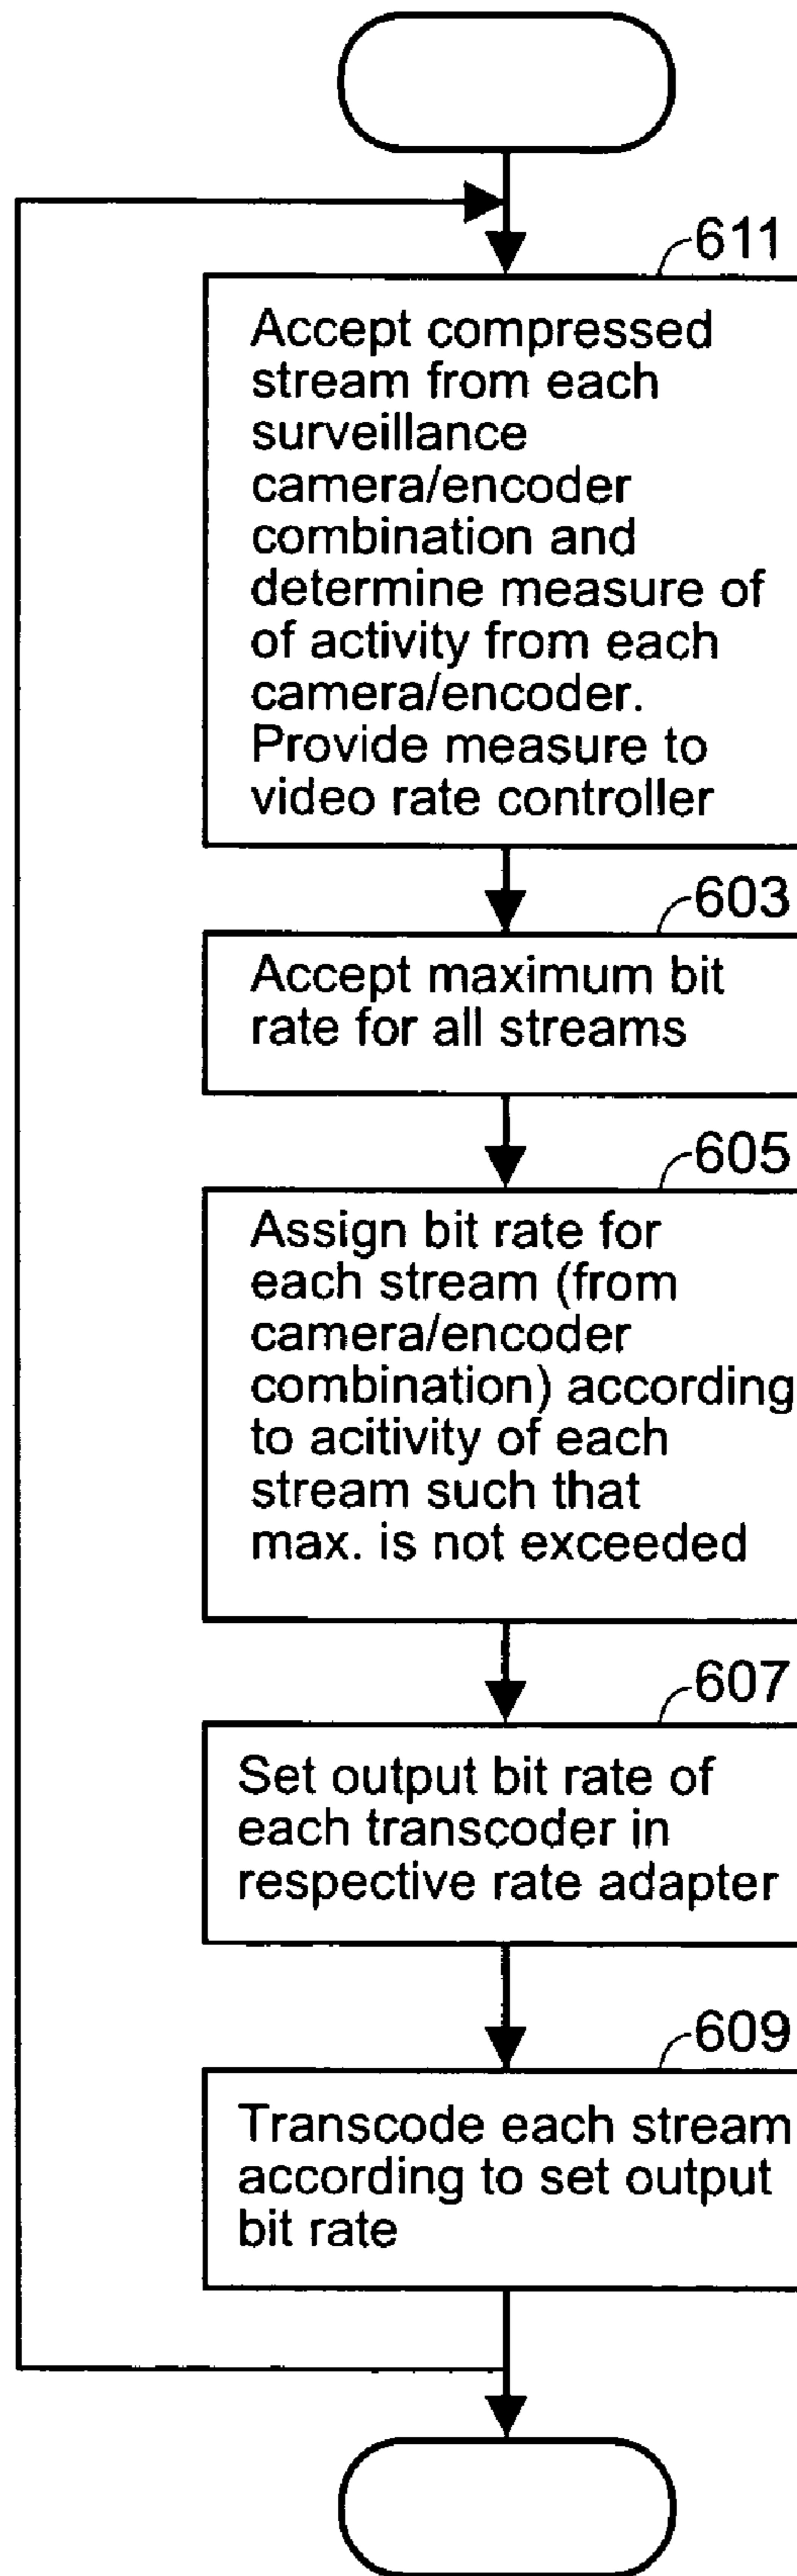 611
Accept compressed
stream from each
surveillance
camera/encoder
combination and
determine measure of
of activity from each
camera/encoder.
Provide measure to
video rate controller
603
Accept maximum bit
rate for all streams
605
Assign bit rate for
each stream (from
camera/encoder
combination) according
to acitivity of each
stream such that
max. is not exceeded
607
Set output bit rate of
each transcoder in
respective rate adapter
609
Transcode each stream
according to set output
bit rate